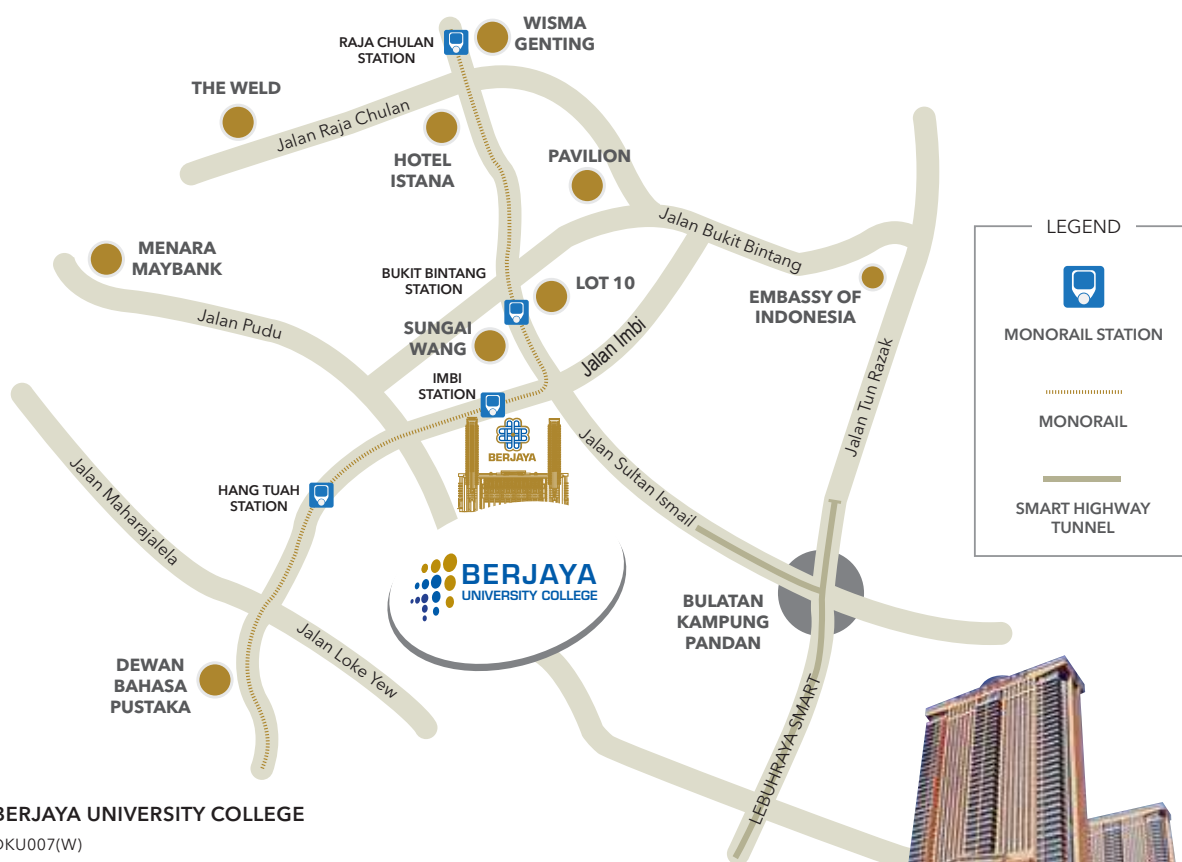 WISMA
GENTING
RAJA CHULAN
STATION
THE WELD
Jalan Raja Chulan
HOTEL
ISTANA
PAVILION
Jalan Bukit Bintang
LEGEND
MONORAIL STATION
MONORAIL
SMART HIGHWAY
TUNNEL
MENARA
MAYBANK
BUKIT BINTANG
STATION
LOT 10
EMBASSY OF
INDONESIA
Jalan Pudu
SUNGAI
WANG
Jalan Imbi
Jalan Tun Razak
IMBI
STATION
BERJAYA
Jalan Sultan Ismail
Jalan Maharajalela
HANG TUAH
STATION
BERJAYA
UNIVERSITY COLLEGE
BULATAN
KAMPUNG
PANDAN
Jalan Loke Yew
DEWAN
BAHASA
PUSTAKA
LEBUHRAYA SMART
BERJAYA UNIVERSITY COLLEGE
DKU007(W)